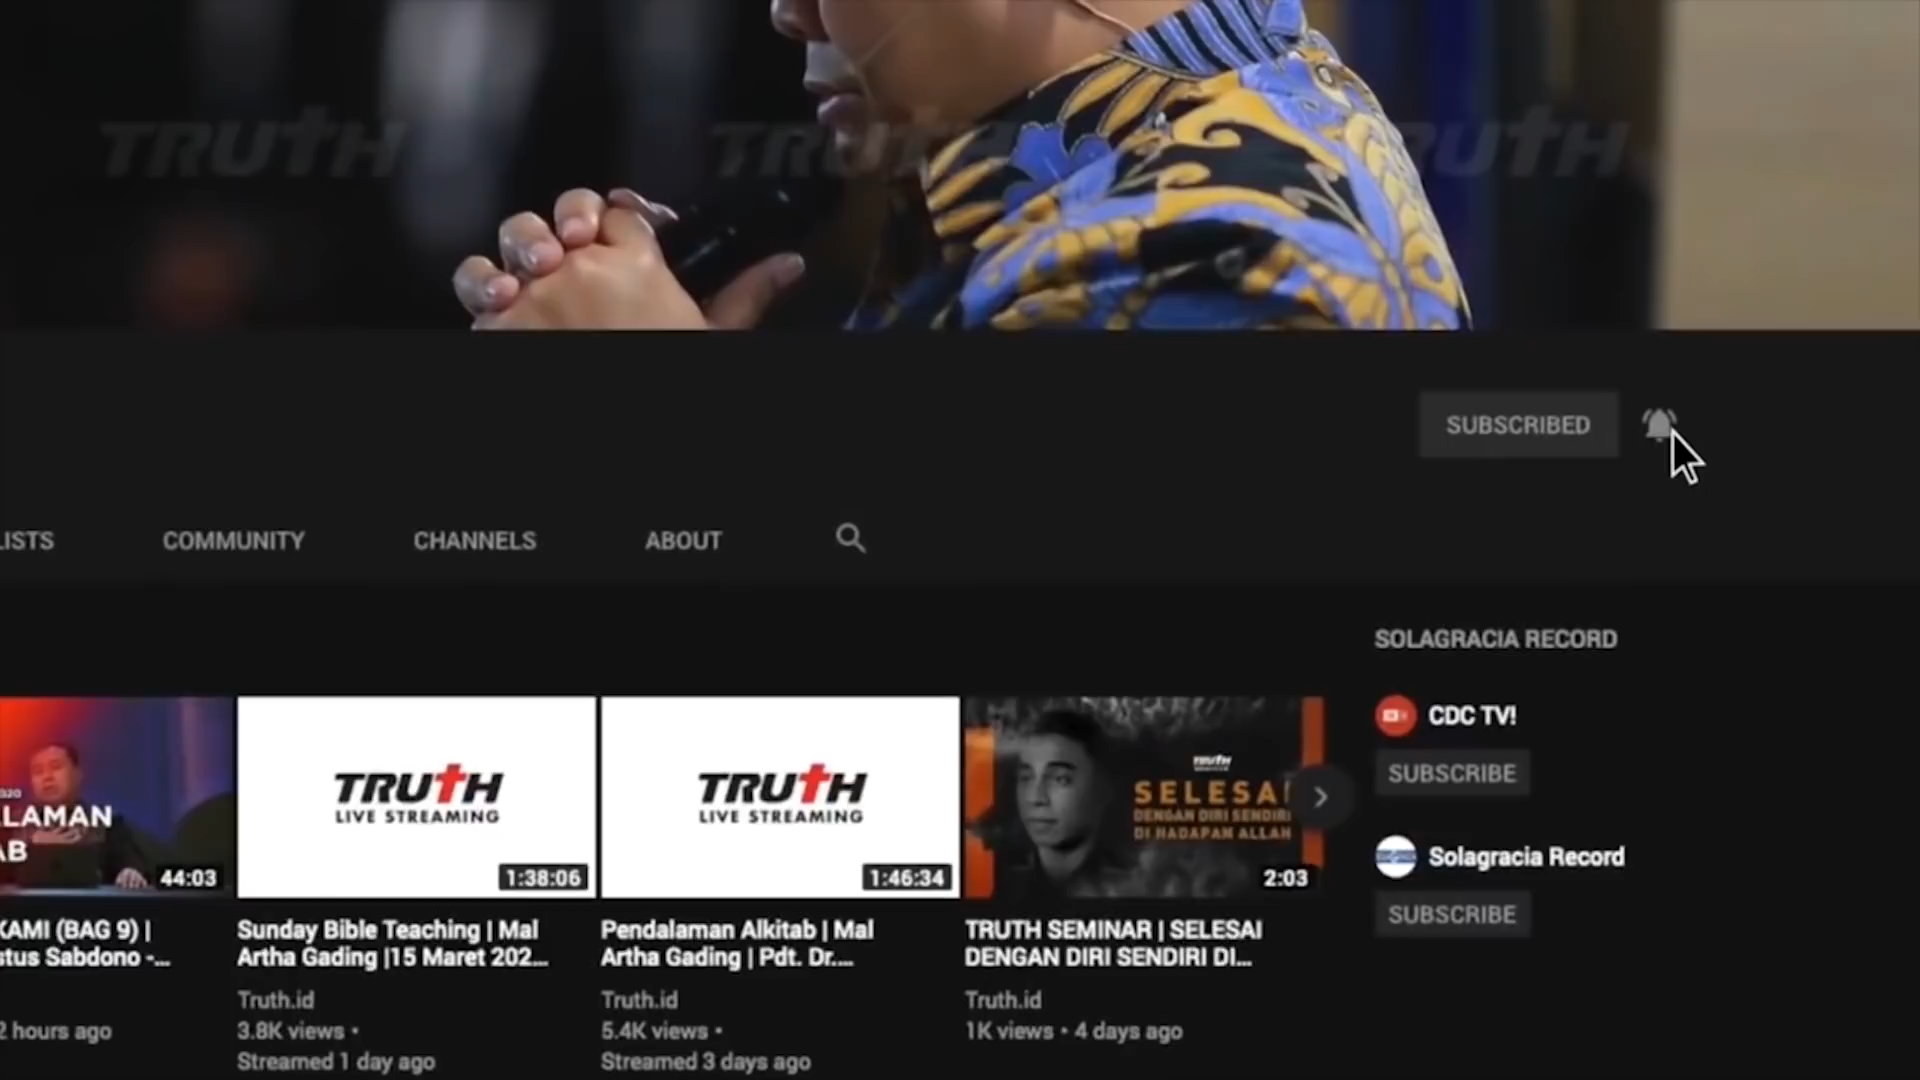 TRUTH TRUTH TRUTH
SUBSCRIBED
ISTS COMMUNITY CHANNELS ABOUT
SOLAGRACIA RECORD
CDC TV!
SUBSCRIBE
Solagracia Record
SUBSCRIBE
LAMAN
AB
44:03
KAMI (BAG 9) |
stus Sabdono -...
2 hours ago
TRUTH
LIVE STREAMING
1:38:06
Sunday Bible Teaching | Mal
Artha Gading |15 Maret 202...
Truth.id
3.8K views •
Streamed 1 day ago
TRUTH
LIVE STREAMING
1:46:34
Pendalaman Alkitab | Mal
Artha Gading | Pdt. Dr....
Truth.id
5.4K views •
Streamed 3 days ago
TRUTH
SELESAI
DENGAN DIRI SENDIRI
DI HADAPAN ALLAH
2:03
TRUTH SEMINAR | SELESAI
DENGAN DIRI SENDIRI DI...
Truth.id
1K views • 4 days ago